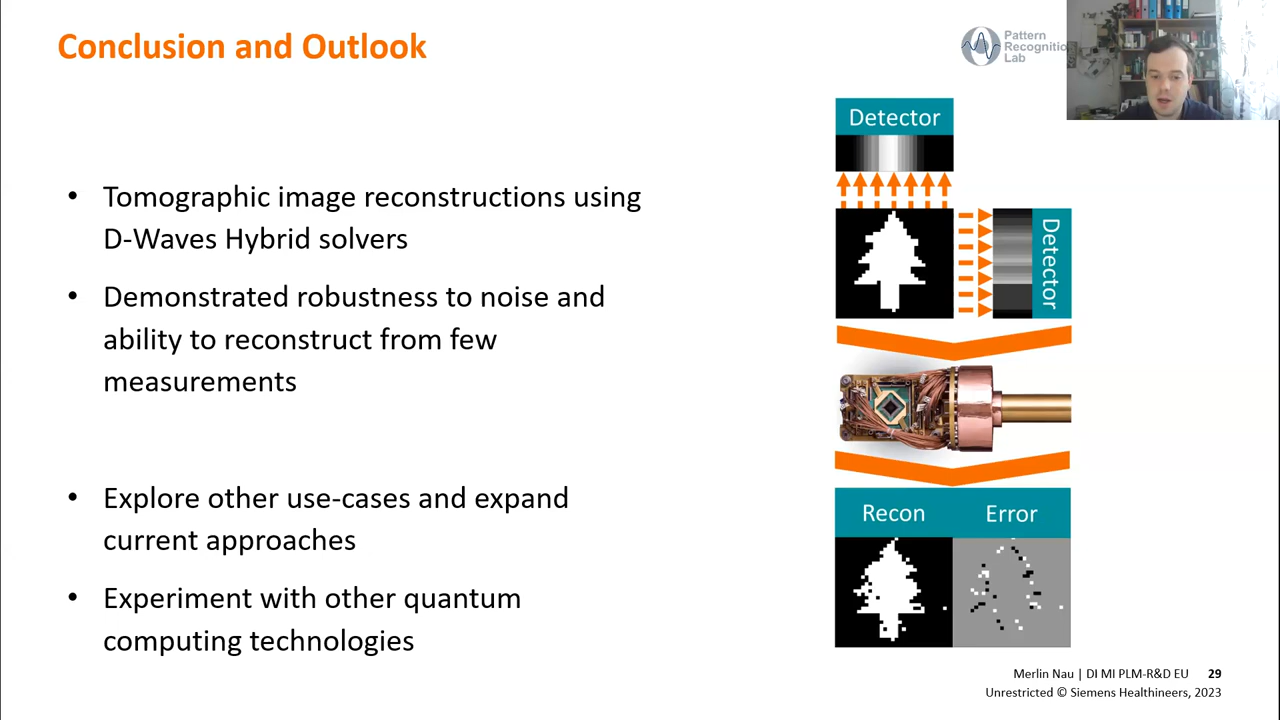 Conclusion and Outlook
Pattern
Recognition
Lab
Detector
Detector
• Tomographic image reconstructions using
D-Waves Hybrid solvers
• Demonstrated robustness to noise and
ability to reconstruct from few
measurements
• Explore other use-cases and expand
current approaches
• Experiment with other quantum
computing technologies
Recon
Error
Merlin Nau | DI MI PLM-R&D EU 29
Unrestricted © Siemens Healthineers, 2023